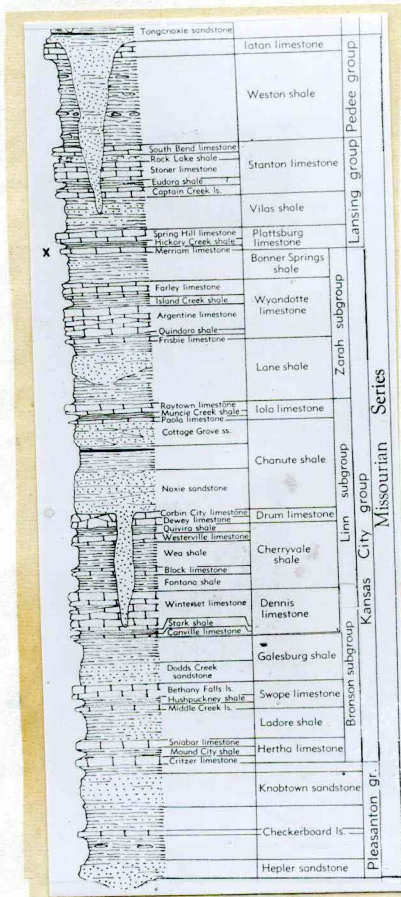 Tonganoxie sandstone
Iatan limestone
Weston shale
South Bend limestone
Rock Lake shale
Stoner limestone
Eudora shale
Captain Creek ls.
Stanton limestone
Vilas shale
Spring Hill limestone
Hickory Creek shale
Merriam limestone
Plattsburg
limestone
X
Bonner Springs
shale
Farley limestone
Island Creek shale
Argentine limestone
Quindaro shale
Frisbie limestone
Wyandotte
limestone
Lane shale
Raytown limestone
Muncie Creek shale
Paola limestone
Iola limestone
Cottage Grove ss.
Chanute shale
Noxie sandstone
Corbin City limestone
Dewey limestone
Drum limestone
Quivira shale
Westerville limestone
Wea shale
Block limestone
Fontana shale
Cherryvale
shale
Winterset limestone
Stark shale
Canville limestone
Dennis
limestone
Galesburg shale
Dodds Creek
sandstone
Bethany Falls ls.
Hushpuckney shale
Middle Creek ls.
Swope limestone
Ladore shale
Sniabar limestone
Mound City shale
Critzer limestone
Hertha limestone
Knobtown sandstone
Checkerboard ls.
Hepler sandstone
Pedee group
Lansing group
Zarah subgroup
Linn subgroup
Bronson subgroup
Kansas City group
Pleasanton gr.
Missourian Series